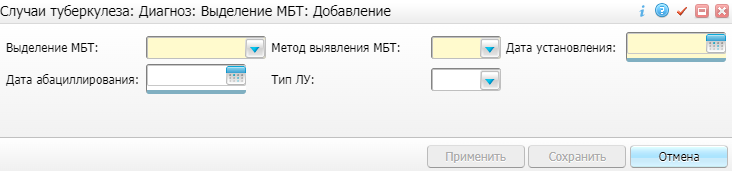 Случаи туберкулеза: Диагноз: Выделение МБТ: Добавление
Выделение МБТ: Метод выявления МБТ: Дата установления:
Дата абациллирования: Тип ЛУ:
Применить Сохранить Отмена